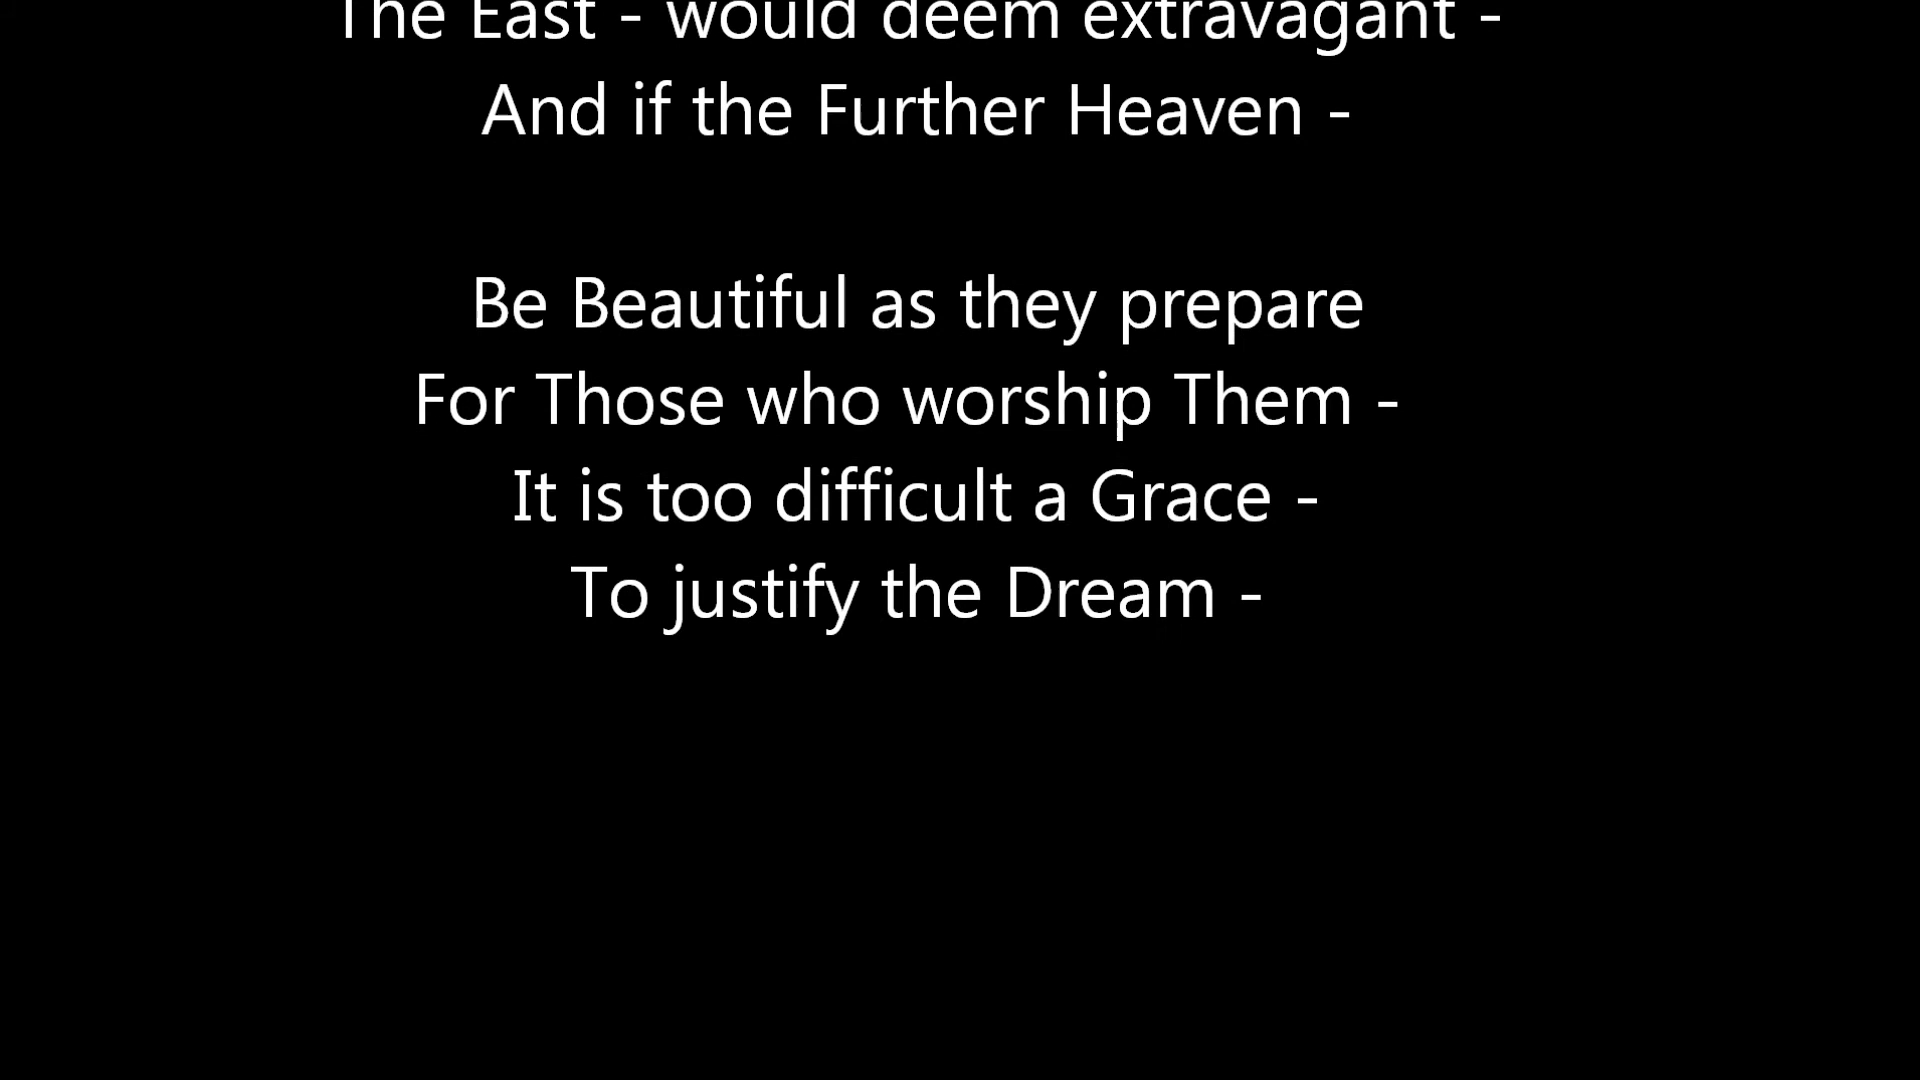 The East - would deem extravagant -
And if the Further Heaven -
Be Beautiful as they prepare
For Those who worship Them -
It is too difficult a Grace -
To justify the Dream -